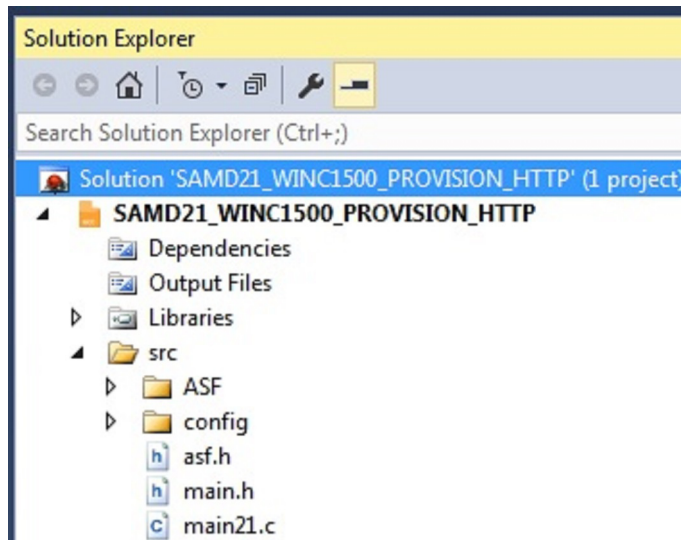 Solution Explorer
Search Solution Explorer (Ctrl+;)
Solution 'SAMD21_WINC1500_PROVISION_HTTP' (1 project)
SAMD21_WINC1500_PROVISION_HTTP
Dependencies
Output Files
Libraries
src
ASF
config
h asf.h
h main.h
c main21.c